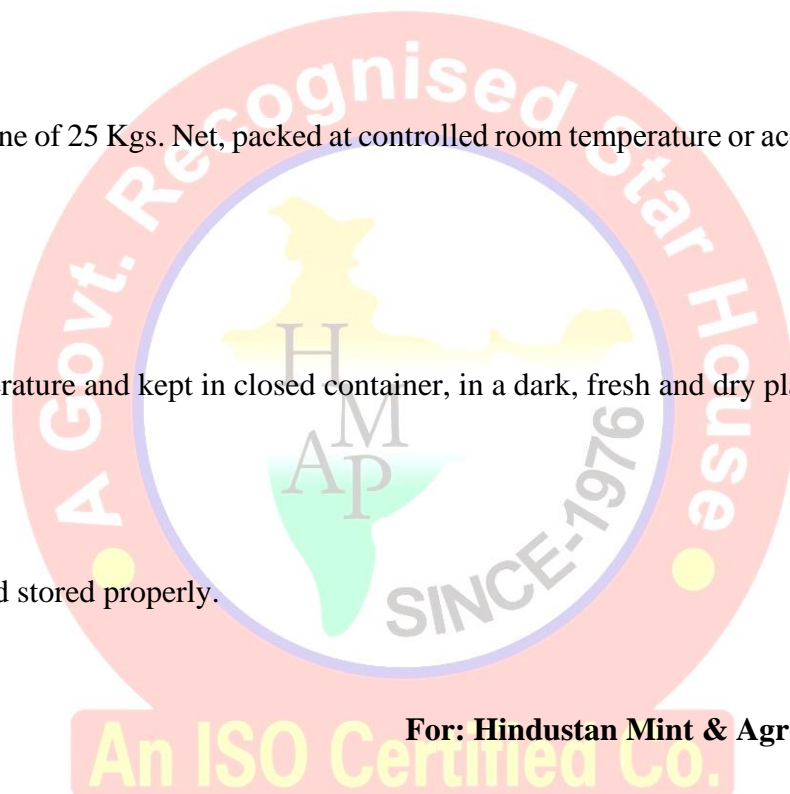 A Govt. Recognised Star House
ne of 25 Kgs. Net, packed at controlled room temperature or ac
H
erature and kept in closed container, in a dark, fresh and dry pla
M
AP
SINCE-1976
d stored properly.
For: Hindustan Mint & Agr
An ISO Certified Co.